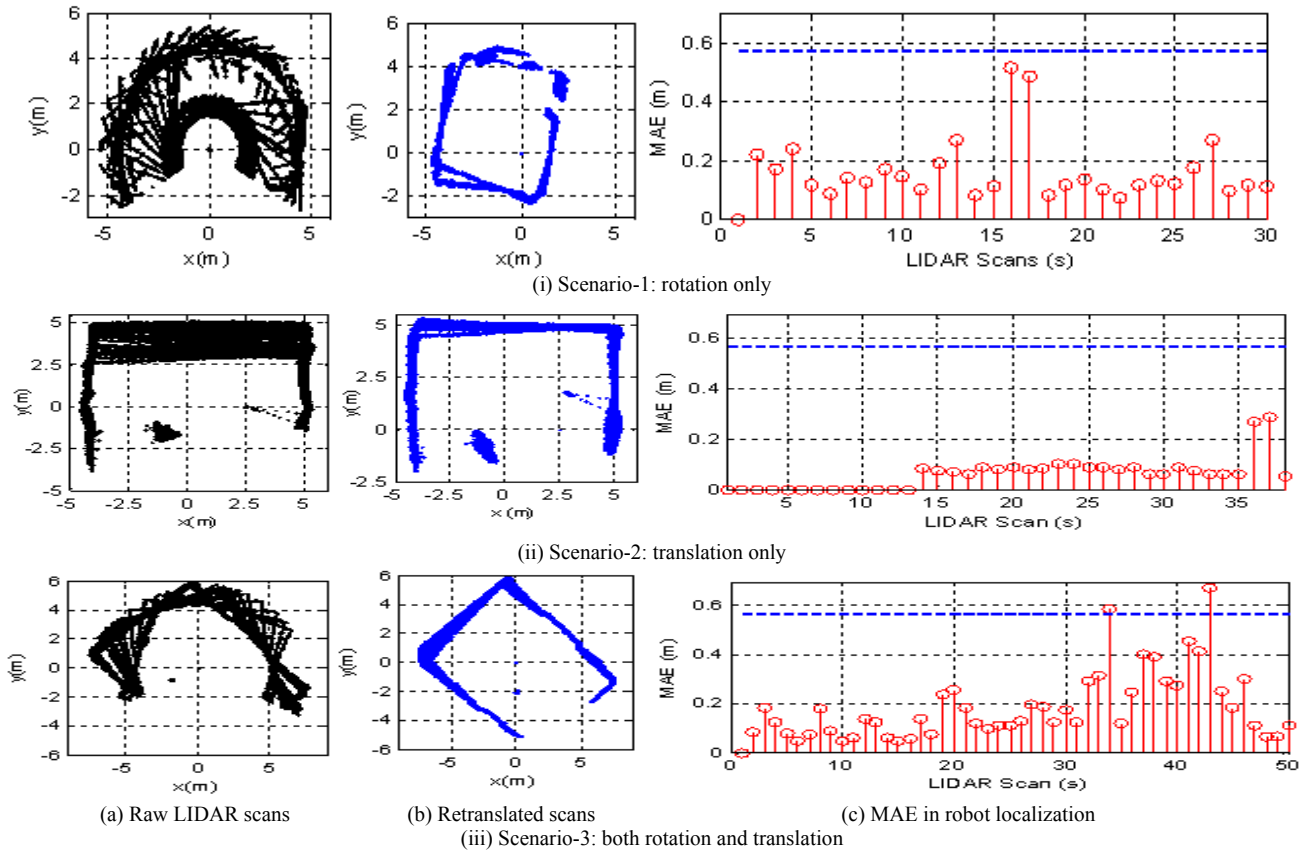 6
4
2
0
-2
-5 0 5
y(m)
x(m)
6
4
2
0
-2
-5 0 5
y(m)
x(m)
0.6
0.4
0.2
0
0 5 10 15 20 25 30
MAE (m)
LIDAR Scans (s)
(i) Scenario-1: rotation only
5
2.5
0
-2.5
-5
-5 -2.5 0 2.5 5
y(m)
x(m)
5
2.5
0
-2.5
-5 -2.5 0 2.5 5
y(m)
x(m)
0.6
0.4
0.2
0
5 10 15 20 25 30 35
MAE (m)
LIDAR Scan (s)
(ii) Scenario-2: translation only
6
4
2
0
-2
-4
-6
-5 0 5
y(m)
x(m)
6
4
2
0
-2
-4
-6
-5 0 5
y(m)
x(m)
0.6
0.4
0.2
0
0 10 20 30 40 50
MAE (m)
LIDAR Scan (s)
(a) Raw LIDAR scans (b) Retranslated scans (c) MAE in robot localization
(iii) Scenario-3: both rotation and translation